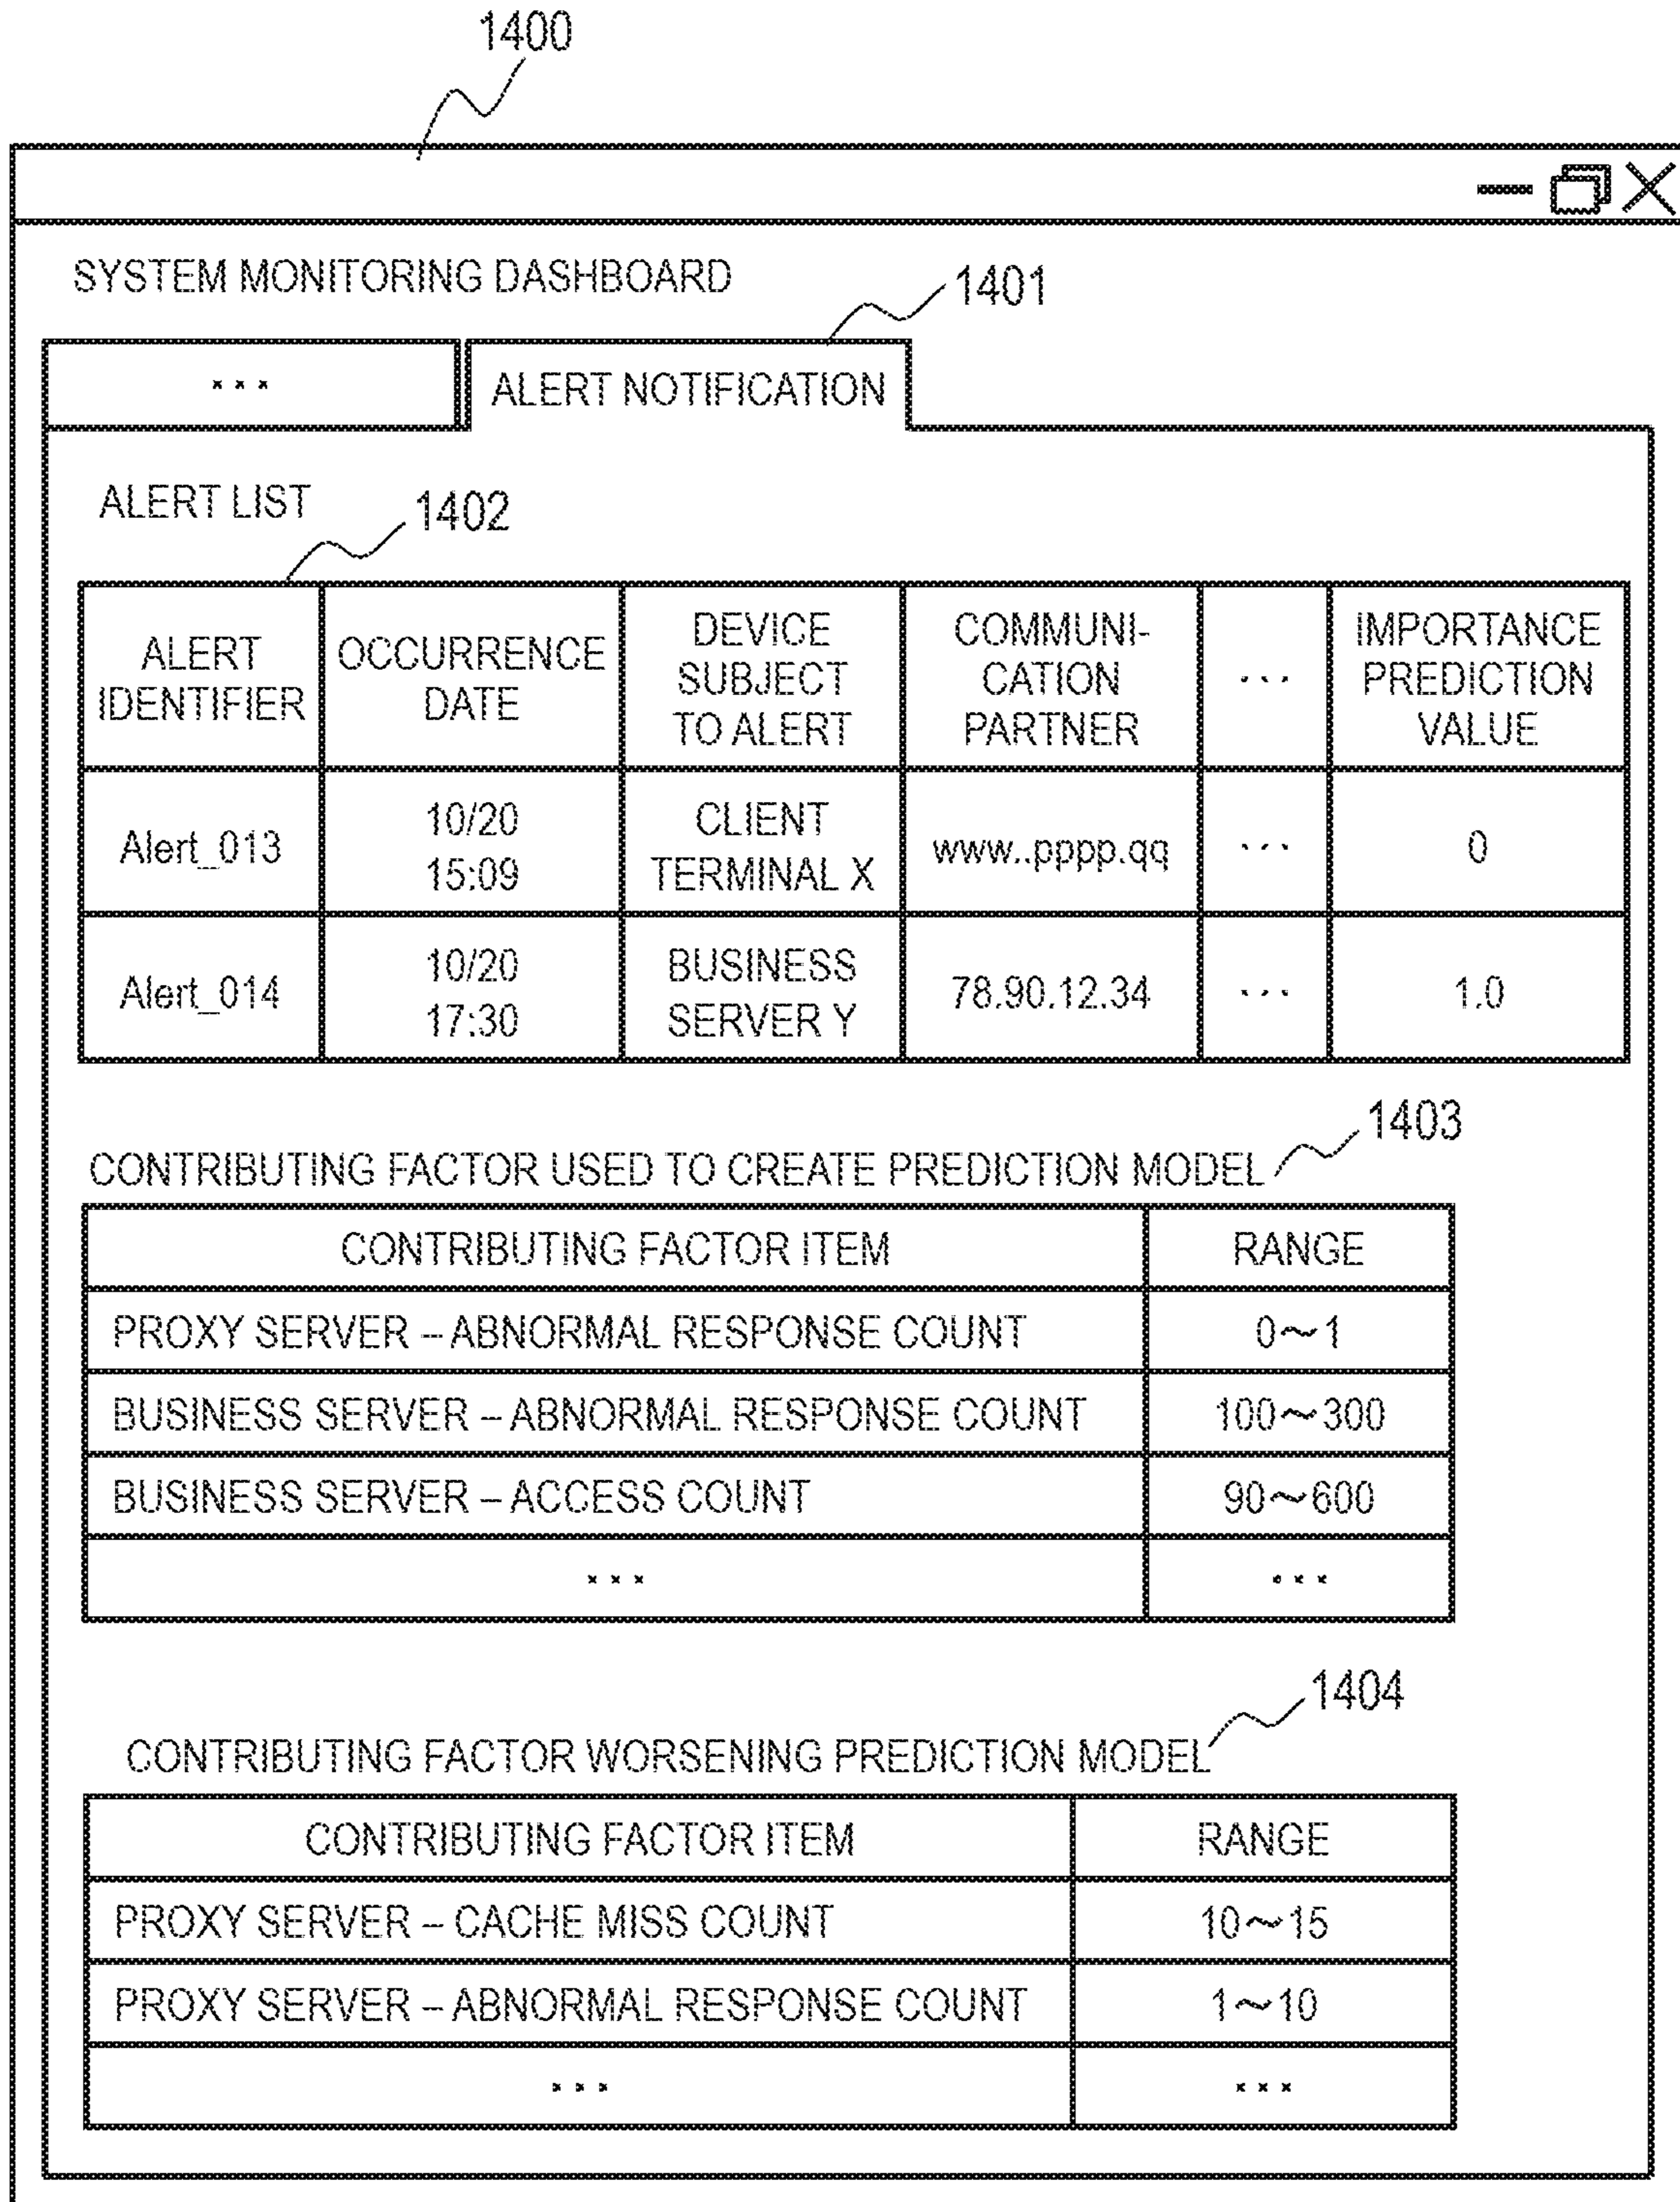 1400
SYSTEM MONITORING DASHBOARD
1401
... ALERT NOTIFICATION
ALERT LIST
1402
ALERT IDENTIFIER OCCURRENCE DATE DEVICE SUBJECT TO ALERT COMMUNI-CATION PARTNER ... IMPORTANCE PREDICTION VALUE
Alert_013 10/20 15:09 CLIENT TERMINAL X www..pppp.qq ... 0
Alert_014 10/20 17:30 BUSINESS SERVER Y 78.90.12.34 ... 1.0
1403
CONTRIBUTING FACTOR USED TO CREATE PREDICTION MODEL
CONTRIBUTING FACTOR ITEM RANGE
PROXY SERVER – ABNORMAL RESPONSE COUNT 0~1
BUSINESS SERVER – ABNORMAL RESPONSE COUNT 100~300
BUSINESS SERVER – ACCESS COUNT 90~600
... ...
1404
CONTRIBUTING FACTOR WORSENING PREDICTION MODEL
CONTRIBUTING FACTOR ITEM RANGE
PROXY SERVER – CACHE MISS COUNT 10~15
PROXY SERVER – ABNORMAL RESPONSE COUNT 1~10
... ...